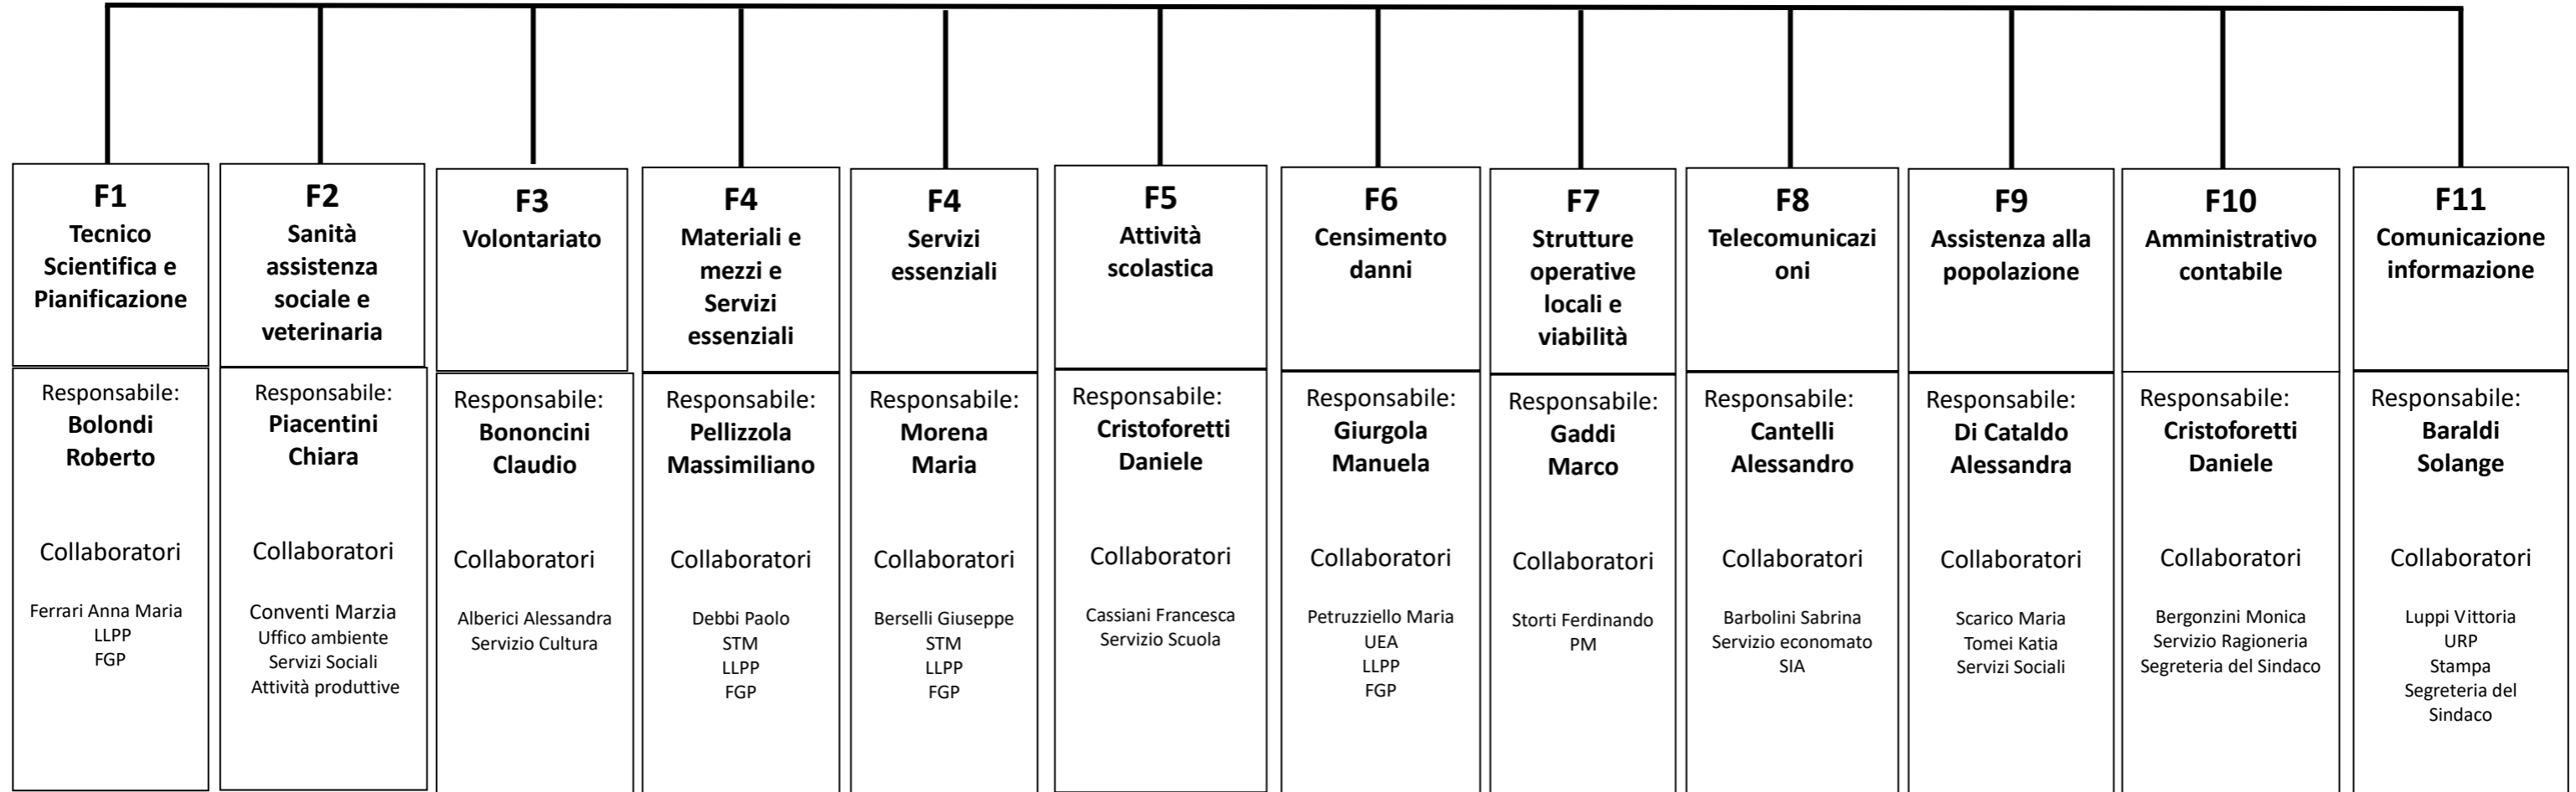 F1
Tecnico
Scientifica e
Pianificazione
Responsabile:
Bolondi
Roberto
Collaboratori
Ferrari Anna Maria
LLPP
FGP
F2
Sanità
assistenza
sociale e
veterinaria
Responsabile:
Piacentini
Chiara
Collaboratori
Conventi Marzia
Uffico ambiente
Servizi Sociali
Attività produttive
F3
Volontariato
Responsabile:
Bononcini
Claudio
Collaboratori
Alberici Alessandra
Servizio Cultura
F4
Materiali e
mezzi e
Servizi
essenziali
Responsabile:
Pellizzola
Massimiliano
Collaboratori
Debbi Paolo
STM
LLPP
FGP
F4
Servizi
essenziali
Responsabile:
Morena
Maria
Collaboratori
Berselli Giuseppe
STM
LLPP
FGP
F5
Attività
scolastica
Responsabile:
Cristoforetti
Daniele
Collaboratori
Cassiani Francesca
Servizio Scuola
F6
Censimento
danni
Responsabile:
Giurgola
Manuela
Collaboratori
Petruzziello Maria
UEA
LLPP
FGP
F7
Strutture
operative
locali e
viabilità
Responsabile:
Gaddi
Marco
Collaboratori
Storti Ferdinando
PM
F8
Telecomunicazi
oni
Responsabile:
Cantelli
Alessandro
Collaboratori
Barbolini Sabrina
Servizio economato
SIA
F9
Assistenza alla
popolazione
Responsabile:
Di Cataldo
Alessandra
Collaboratori
Scarico Maria
Tomei Katia
Servizi Sociali
F10
Amministrativo
contabile
Responsabile:
Cristoforetti
Daniele
Collaboratori
Bergonzini Monica
Servizio Ragioneria
Segreteria del Sindaco
F11
Comunicazione
informazione
Responsabile:
Baraldi
Solange
Collaboratori
Luppi Vittoria
URP
Stampa
Segreteria del
Sindaco